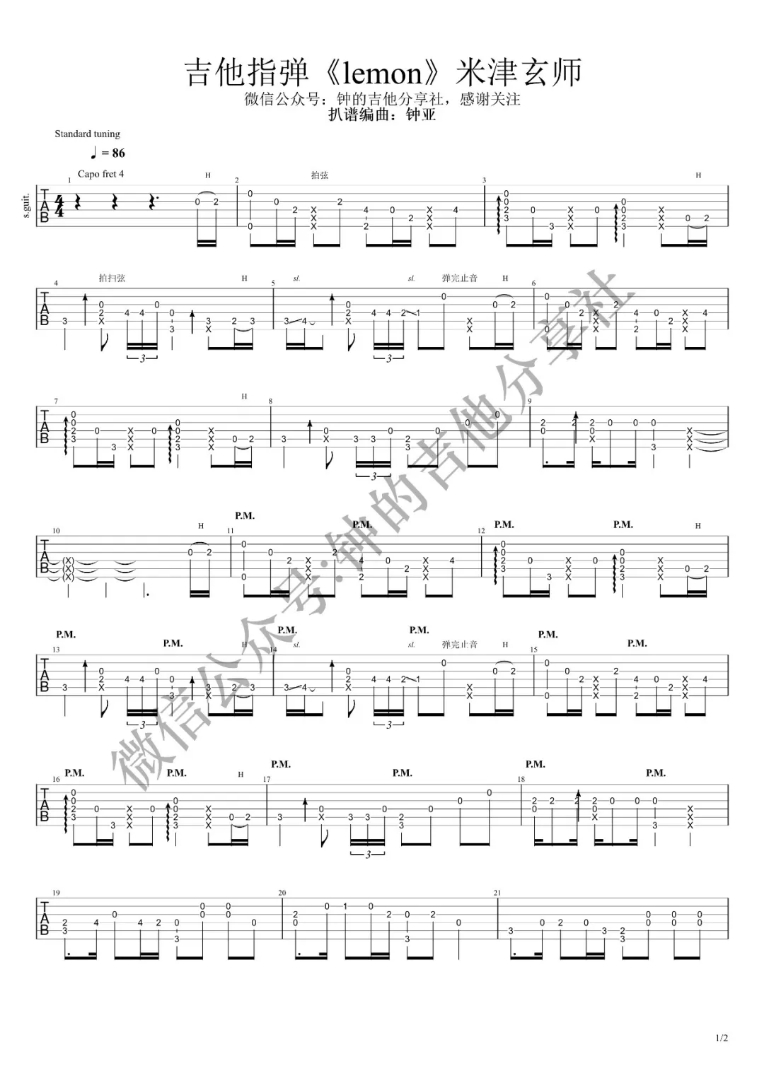 吉他指弹《lemon》米津玄师
微信公众号：钟的吉他分享社，感谢关注
扒谱编曲：钟亚
Standard tuning
♩ = 86
Capo fret 4
s.guit.
1 H 2 拍弦 3 H
4 拍扫弦 H 5 sl. sl. 弹完止音 H 6
7 H 8 9
10 H 11 P.M. P.M. 12 P.M. P.M. H
13 P.M. P.M. H 14 P.M. sl. P.M. sl. 弹完止音 H 15 P.M. P.M.
16 P.M. P.M. H 17 P.M. P.M. 18 P.M. P.M.
19 20 21
微信公众号:钟的吉他分享社
1/2